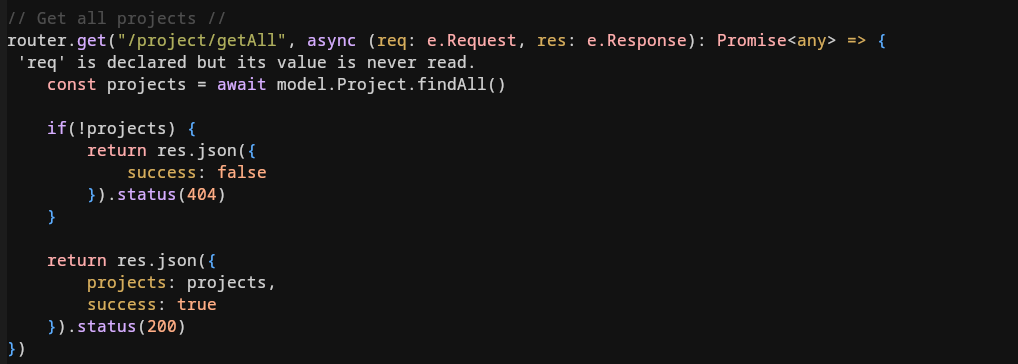 // Get all projects //
router.get("/project/getAll", async (req: e.Request, res: e.Response): Promise<any> => {
'req' is declared but its value is never read.
    const projects = await model.Project.findAll()
    if(!projects) {
        return res.json({
            success: false
        }).status(404)
    }
    return res.json({
        projects: projects,
        success: true
    }).status(200)
})